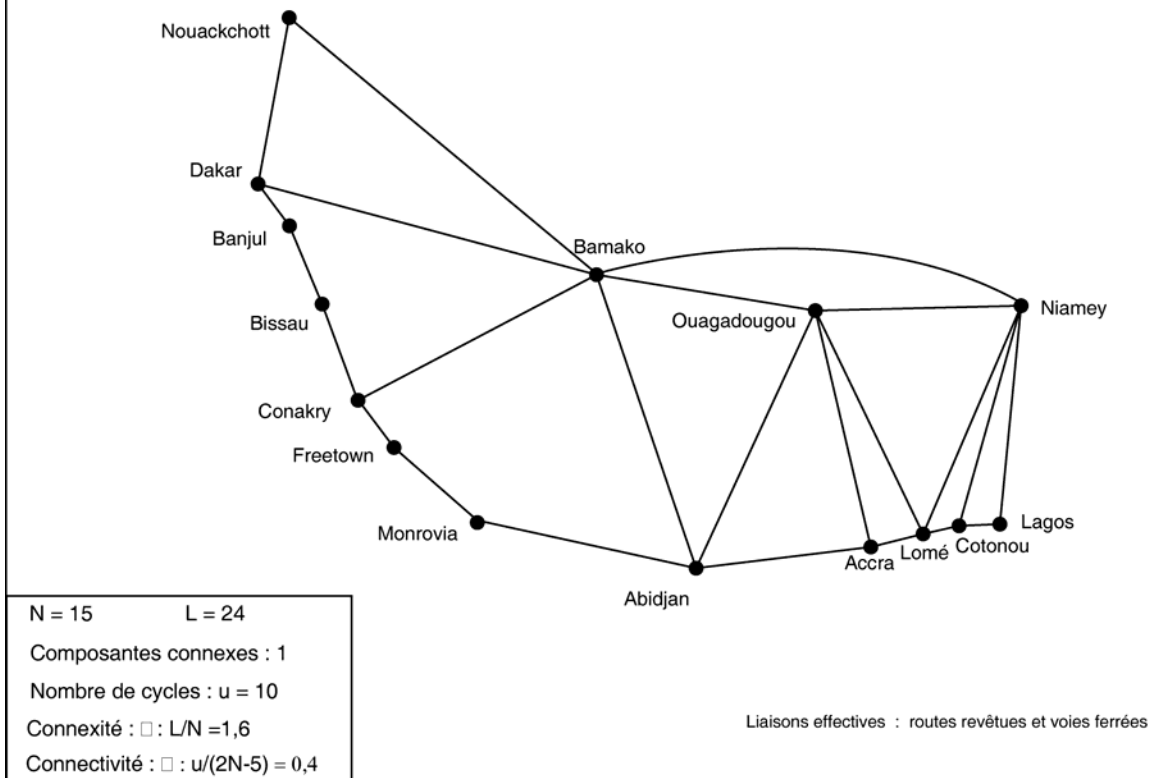 Nouackchott
Dakar
Banjul
Bamako
Bissau
Ouagadougou
Niamey
Conakry
Freetown
Monrovia
Lagos
Cotonou
Lomé
Accra
Abidjan
N = 15 L = 24
Composantes connexes : 1
Nombre de cycles : u = 10
Connexité : □ : L/N =1,6
Connectivité : □ : u/(2N-5) = 0,4
Liaisons effectives : routes revêtues et voies ferrées